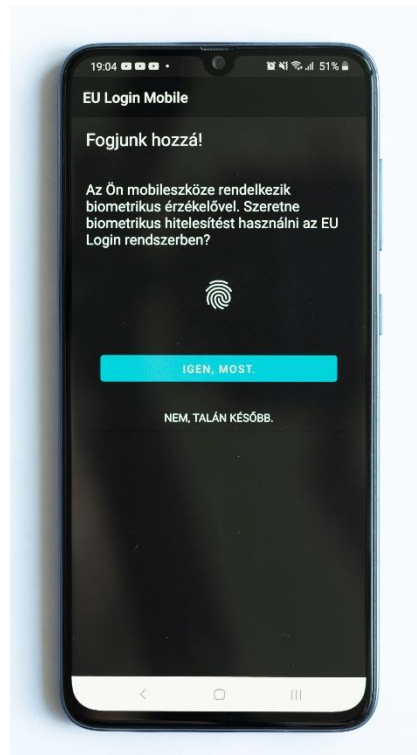 19:04
51%
EU Login Mobile
Fogjunk hozzá!
Az Ön mobileszköze rendelkezik
biometrikus érzékelővel. Szeretne
biometrikus hitelesítést használni az EU
Login rendszerben?
IGEN, MOST.
NEM, TALÁN KÉSŐBB.